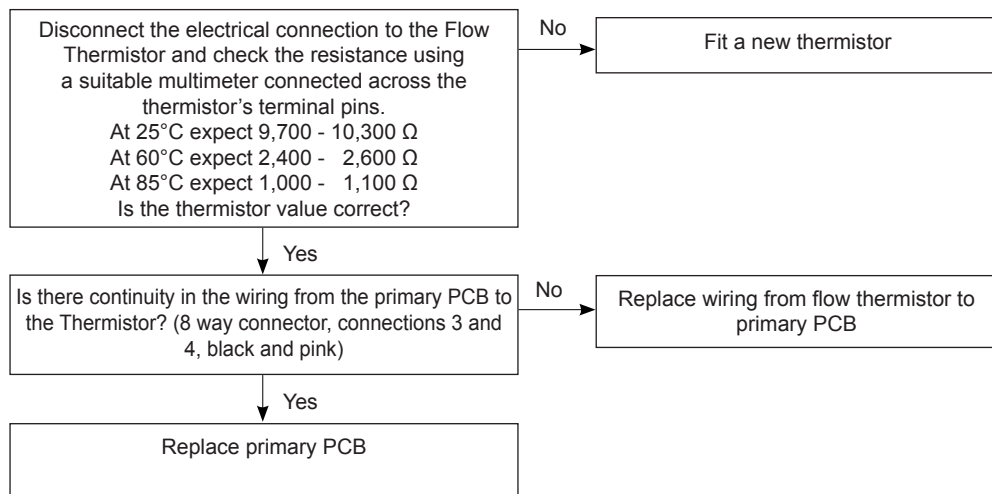 Disconnect the electrical connection to the Flow
Thermistor and check the resistance using
a suitable multimeter connected across the
thermistor’s terminal pins.
At 25°C expect 9,700 - 10,300 Ω
At 60°C expect 2,400 - 2,600 Ω
At 85°C expect 1,000 - 1,100 Ω
Is the thermistor value correct?
No
Fit a new thermistor
Yes
Is there continuity in the wiring from the primary PCB to
the Thermistor? (8 way connector, connections 3 and
4, black and pink)
No
Replace wiring from flow thermistor to
primary PCB
Yes
Replace primary PCB